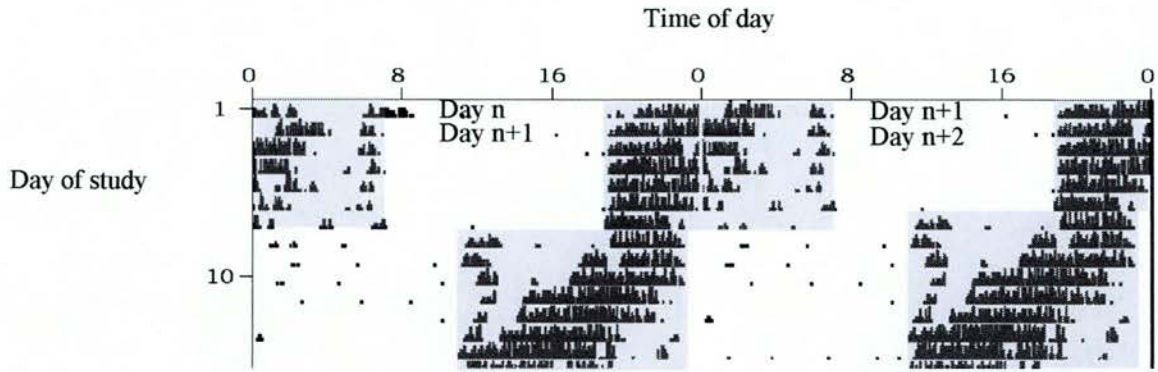 Time of day
0 8 16 0 8 16 0
1
Day n Day n+1
Day n+1 Day n+2
Day of study
10